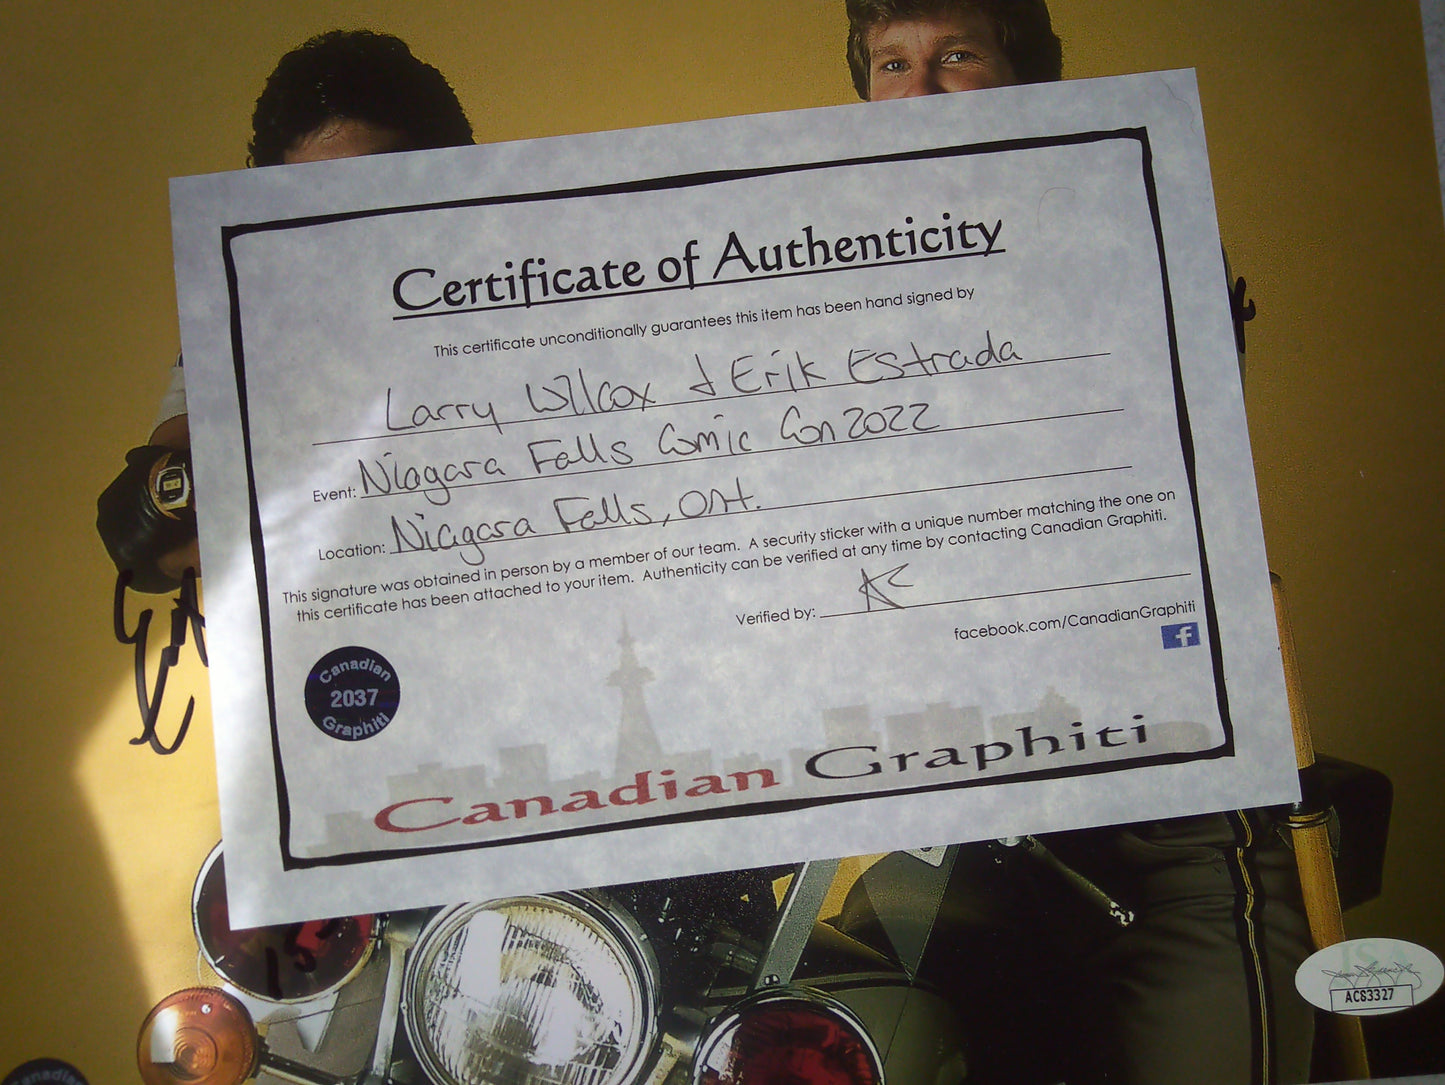 Certificate of Authenticity
This certificate unconditionally guarantees this item has been hand signed by
Larry Wilcox & Erik Estrada
Event: Niagara Falls Comic Con 2022
Location: Niagara Falls, Ont.
This signature was obtained in person by a member of our team. A security sticker with a unique number matching the one on
this certificate has been attached to your item. Authenticity can be verified at any time by contacting Canadian Graphiti.
Verified by:
facebook.com/CanadianGraphiti
f
Canadian
2037
Graphiti
Canadian Graphiti
JSA
AC83327
Canadian